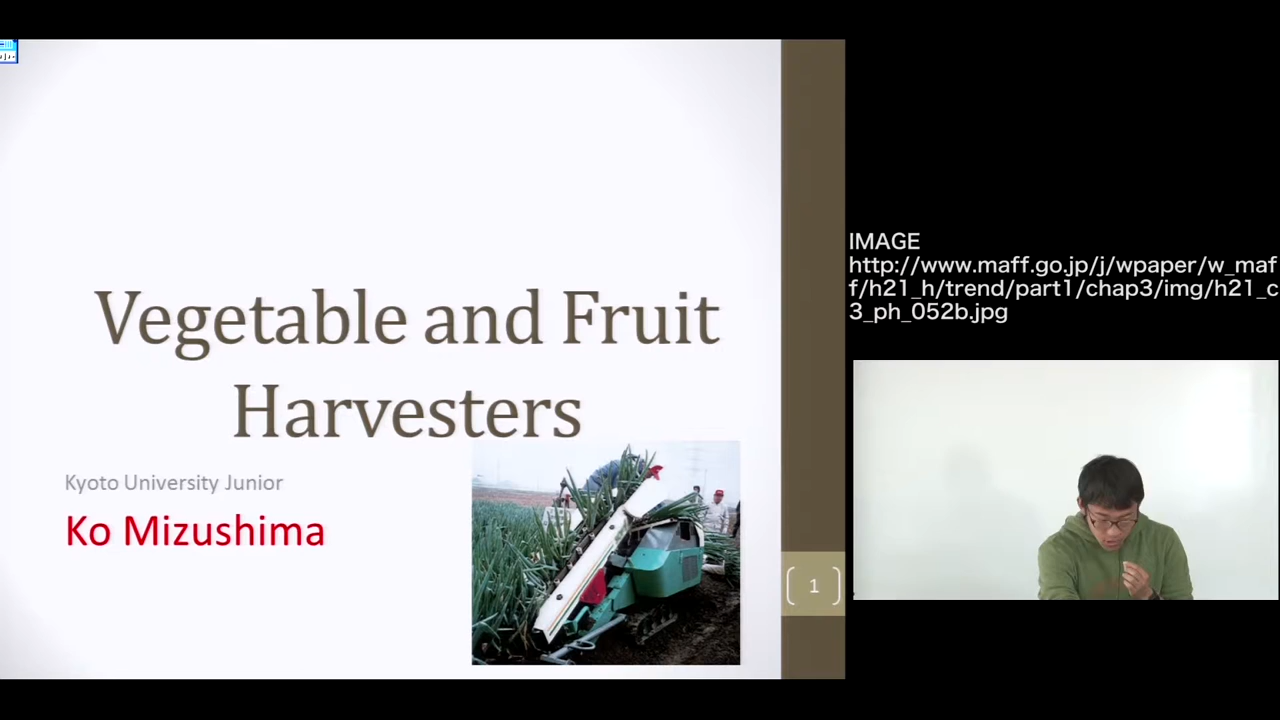 Vegetable and Fruit
Harvesters
Kyoto University Junior
Ko Mizushima
1
IMAGE
http://www.maff.go.jp/j/wpaper/w_maf
f/h21_h/trend/part1/chap3/img/h21_c
3_ph_052b.jpg